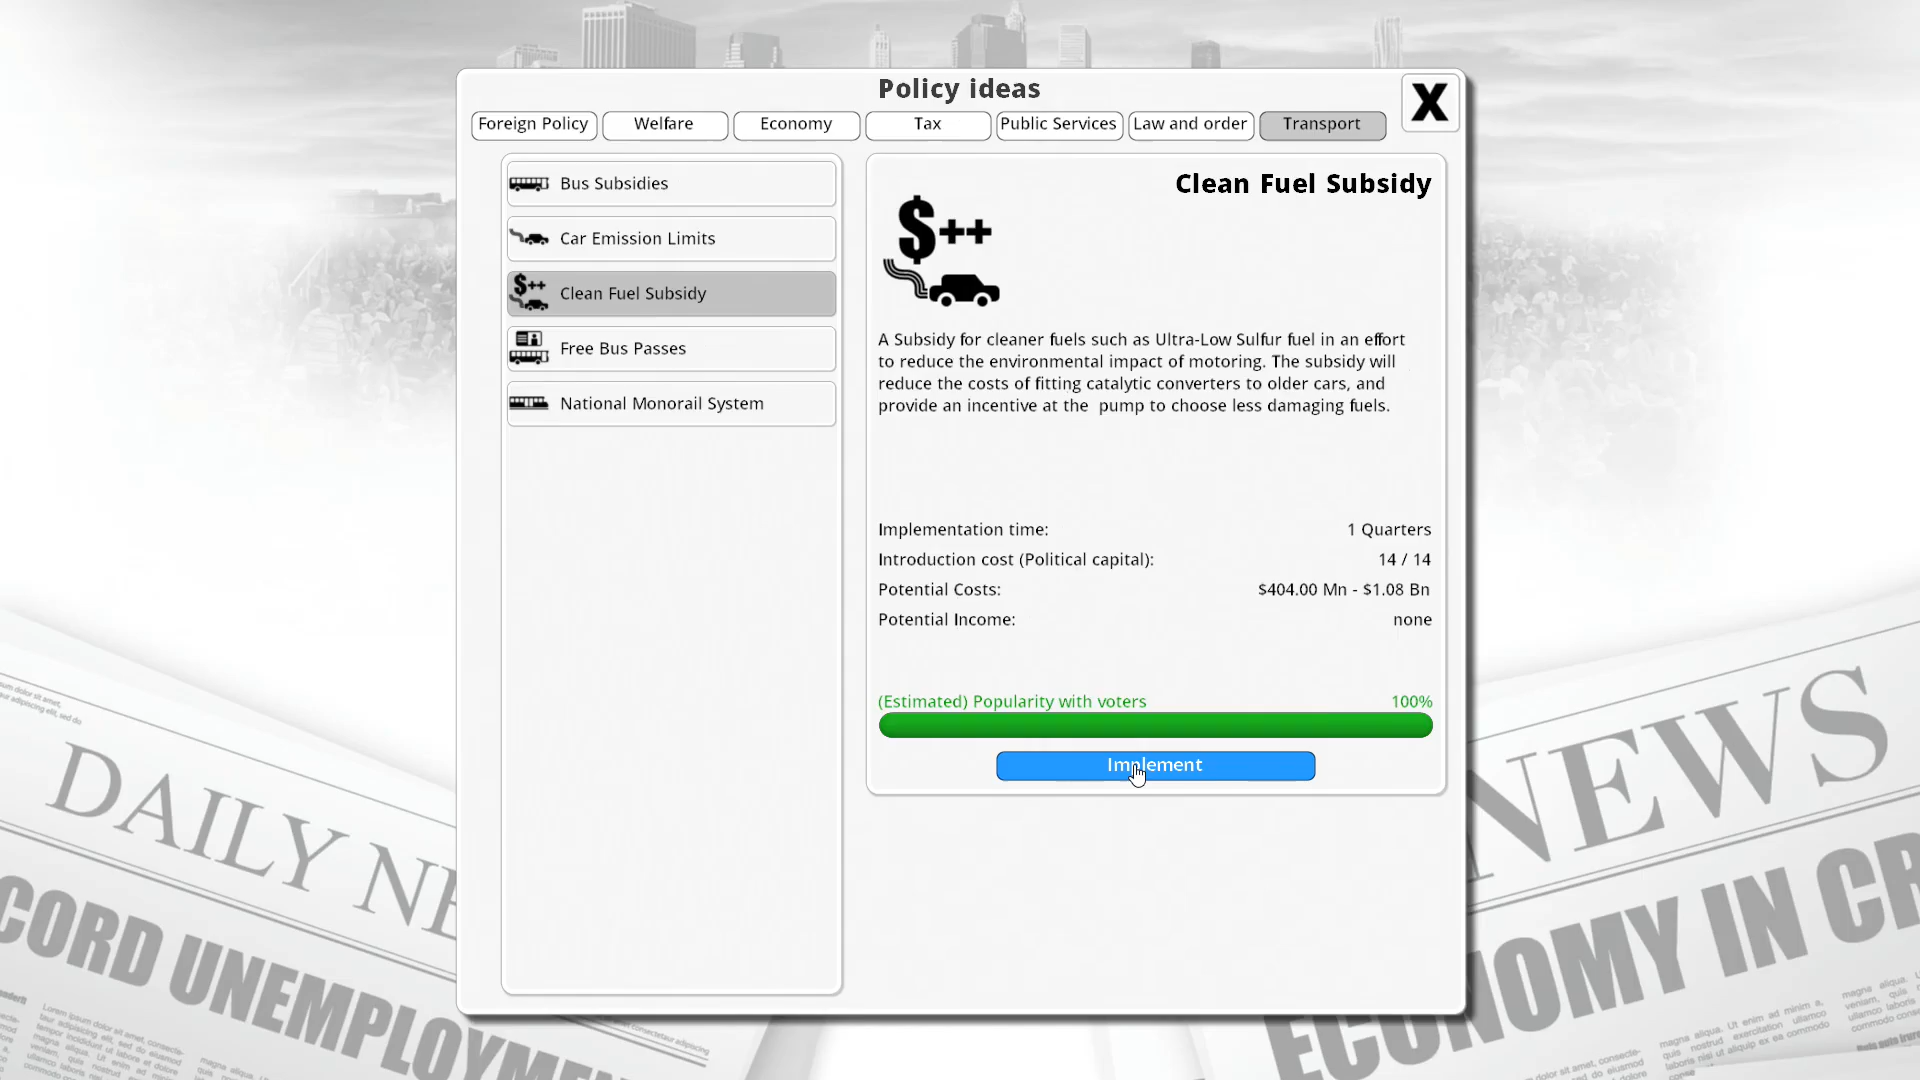 Policy ideas
Foreign Policy
Welfare
Economy
Tax
Public Services
Law and order
Transport
X
Bus Subsidies
Car Emission Limits
$++
Clean Fuel Subsidy
Free Bus Passes
National Monorail System
Clean Fuel Subsidy
$++
A Subsidy for cleaner fuels such as Ultra-Low Sulfur fuel in an effort
to reduce the environmental impact of motoring. The subsidy will
reduce the costs of fitting catalytic converters to older cars, and
provide an incentive at the  pump to choose less damaging fuels.
Implementation time: 1 Quarters
Introduction cost (Political capital): 14 / 14
Potential Costs: $404.00 Mn - $1.08 Bn
Potential Income: none
(Estimated) Popularity with voters 100%
Implement
DAILY NE
CORD UNEMPLOYME
NEWS
ECONOMY IN CR